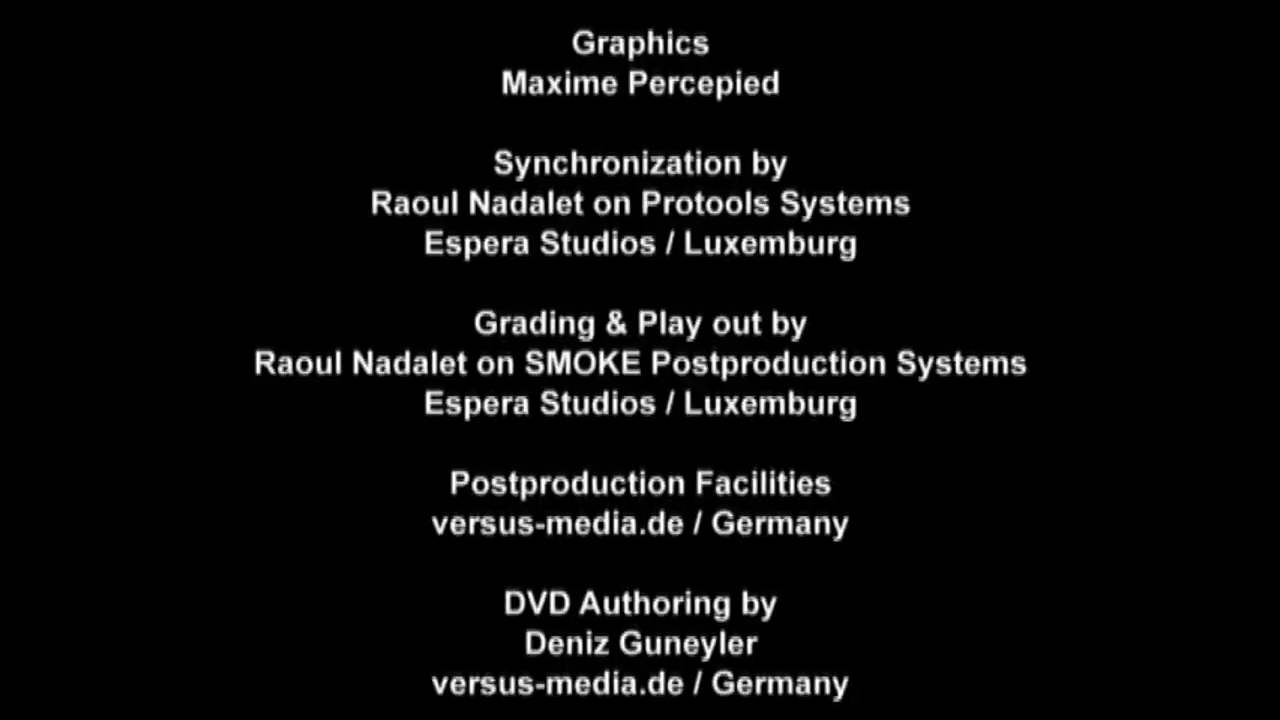 Graphics
Maxime Percepied
Synchronization by
Raoul Nadalet on Protools Systems
Espera Studios / Luxemburg
Grading & Play out by
Raoul Nadalet on SMOKE Postproduction Systems
Espera Studios / Luxemburg
Postproduction Facilities
versus-media.de / Germany
DVD Authoring by
Deniz Guneyler
versus-media.de / Germany